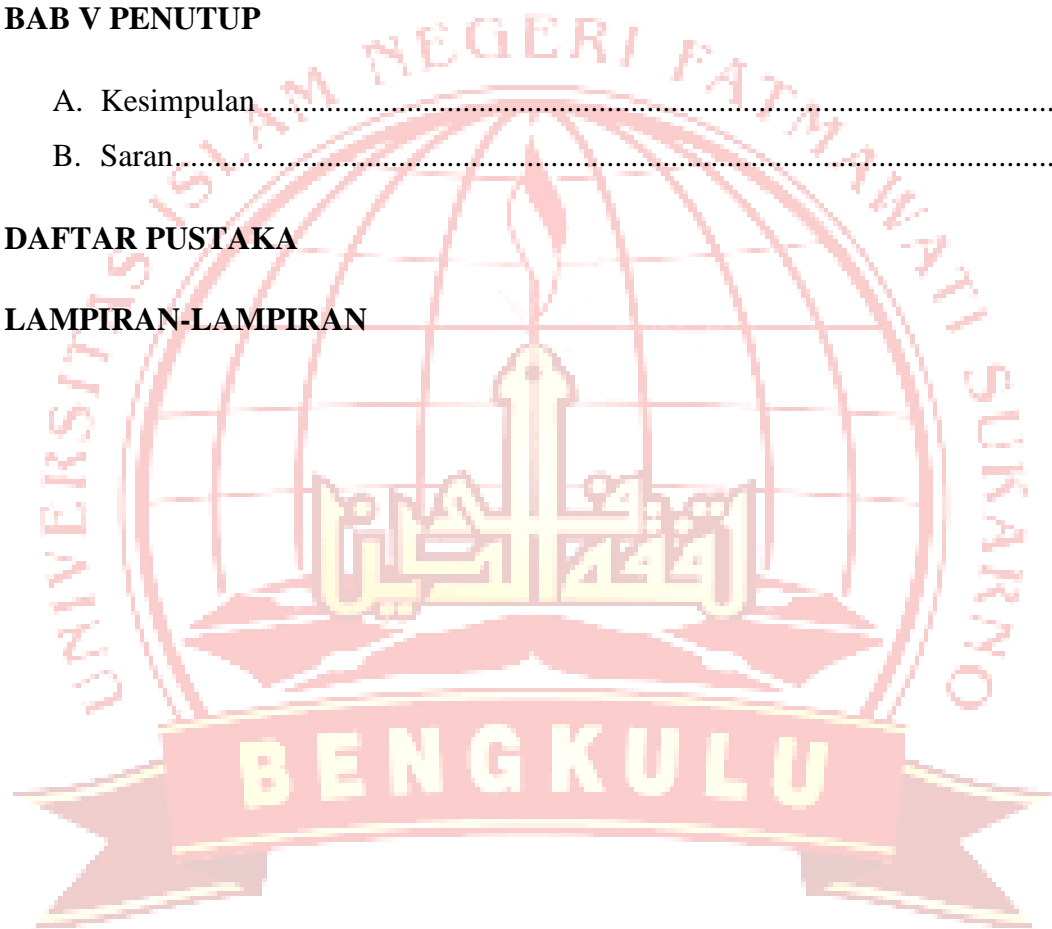 BAB V PENUTUP
A. Kesimpulan ....................................................................................................
B. Saran...............................................................................................................
DAFTAR PUSTAKA
LAMPIRAN-LAMPIRAN
UNIVERSITAS ISLAM NEGERI FATMAWATI SUKARNO
BENGKULU